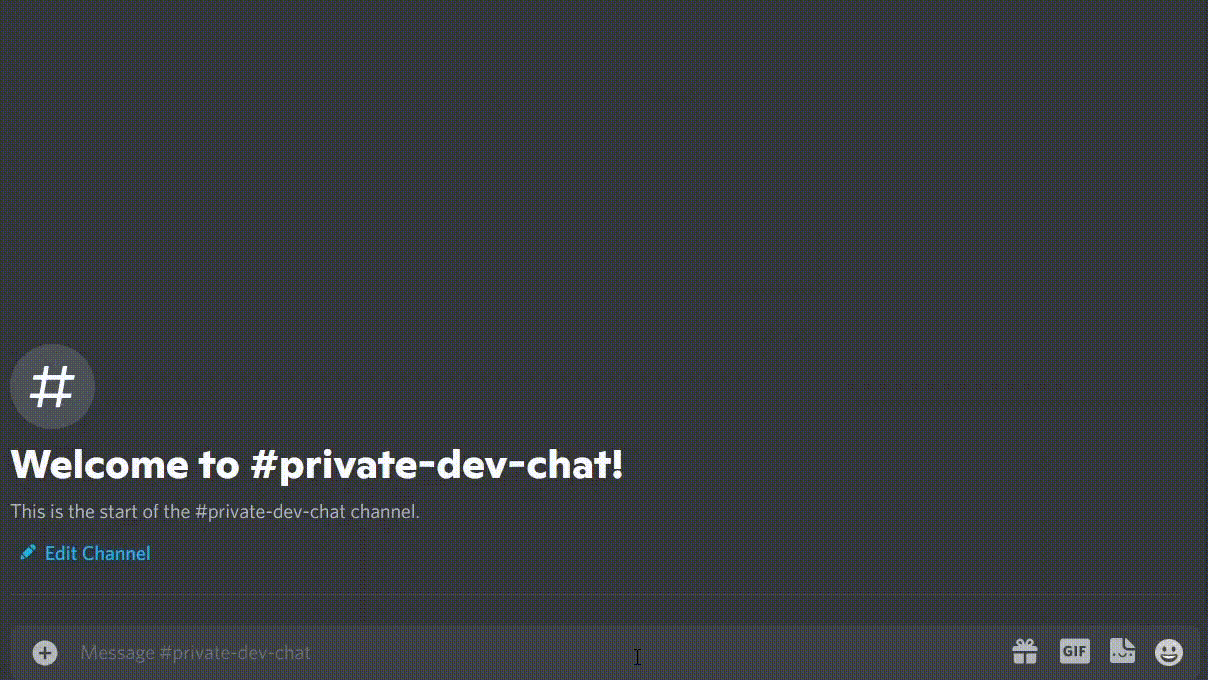 #
Welcome to #private-dev-chat!
This is the start of the #private-dev-chat channel.
Edit Channel
Message #private-dev-chat
GIF